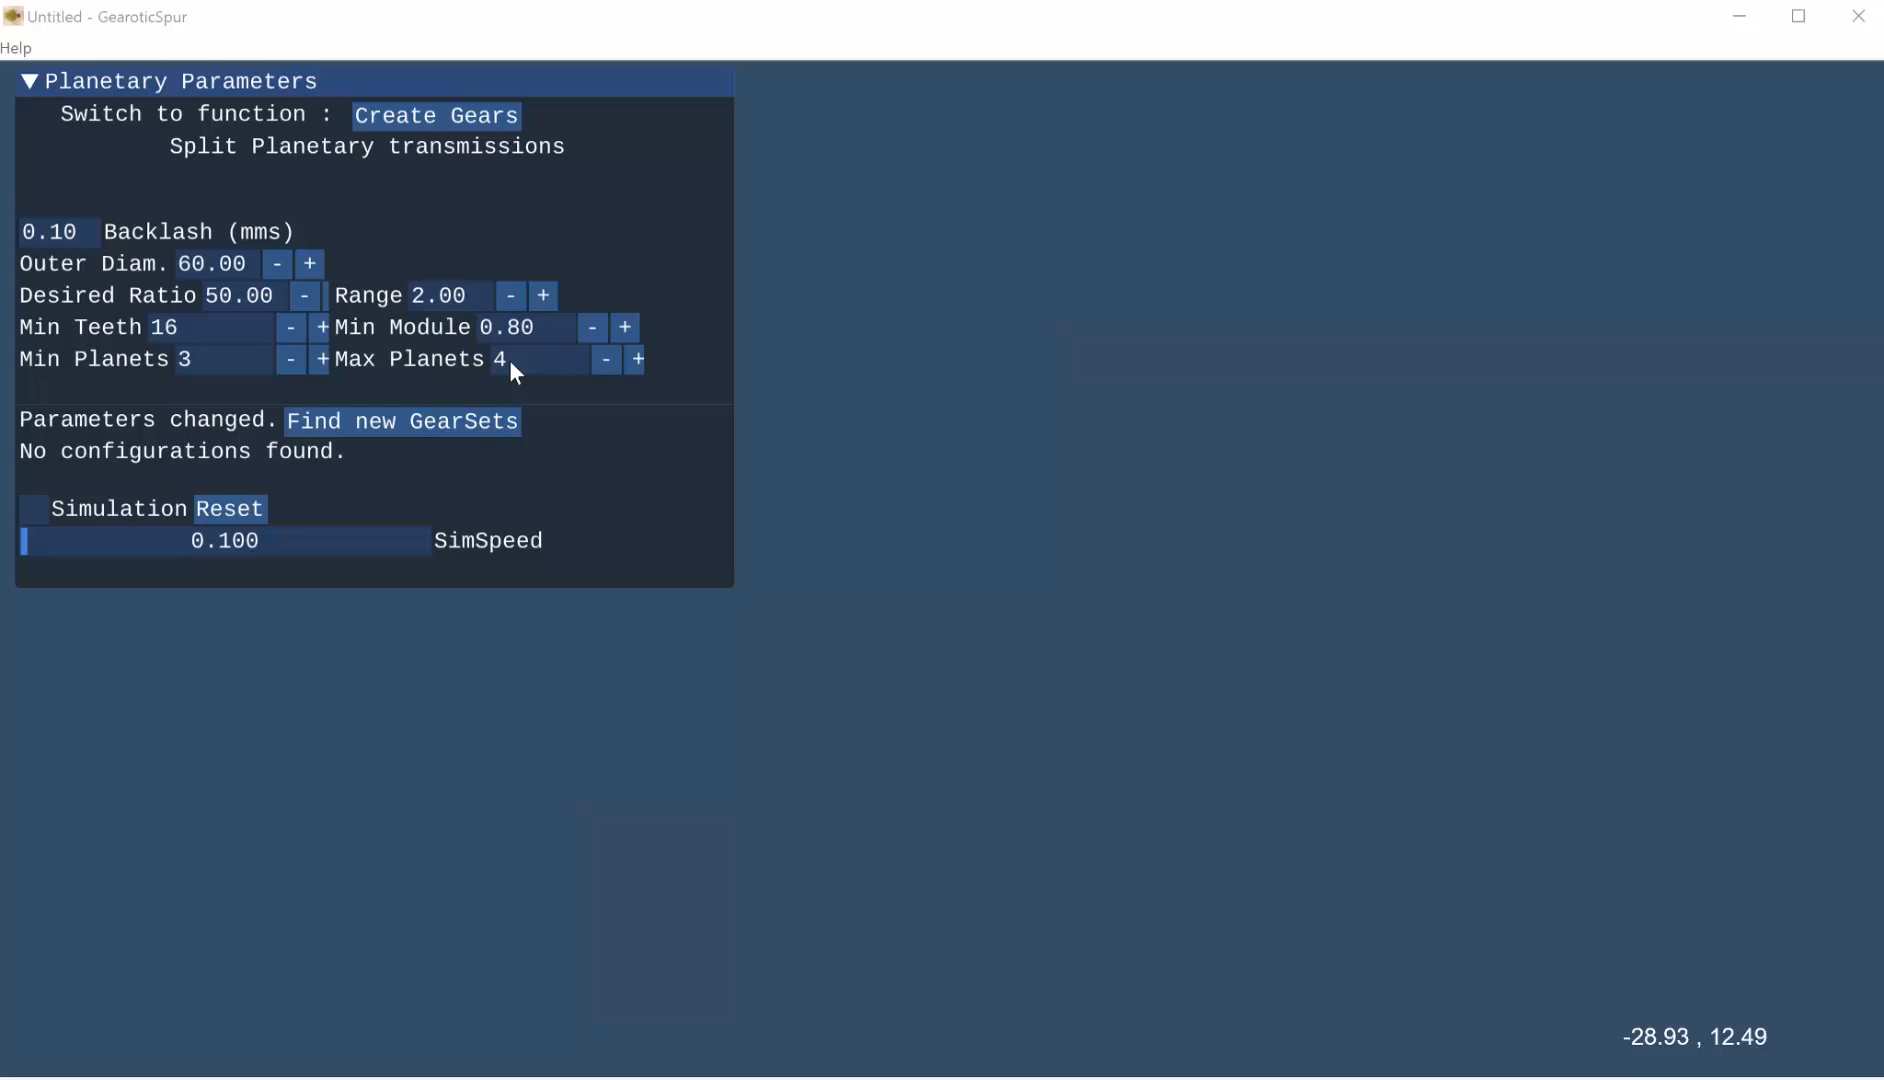 Untitled - GearoticSpur
Help
Planetary Parameters
Switch to function : Create Gears
Split Planetary transmissions
0.10 Backlash (mms)
Outer Diam. 60.00 - +
Desired Ratio 50.00 - Range 2.00 - +
Min Teeth 16 - + Min Module 0.80 - +
Min Planets 3 - + Max Planets 4 - +
Parameters changed. Find new GearSets
No configurations found.
Simulation Reset
0.100 SimSpeed
-28.93 , 12.49